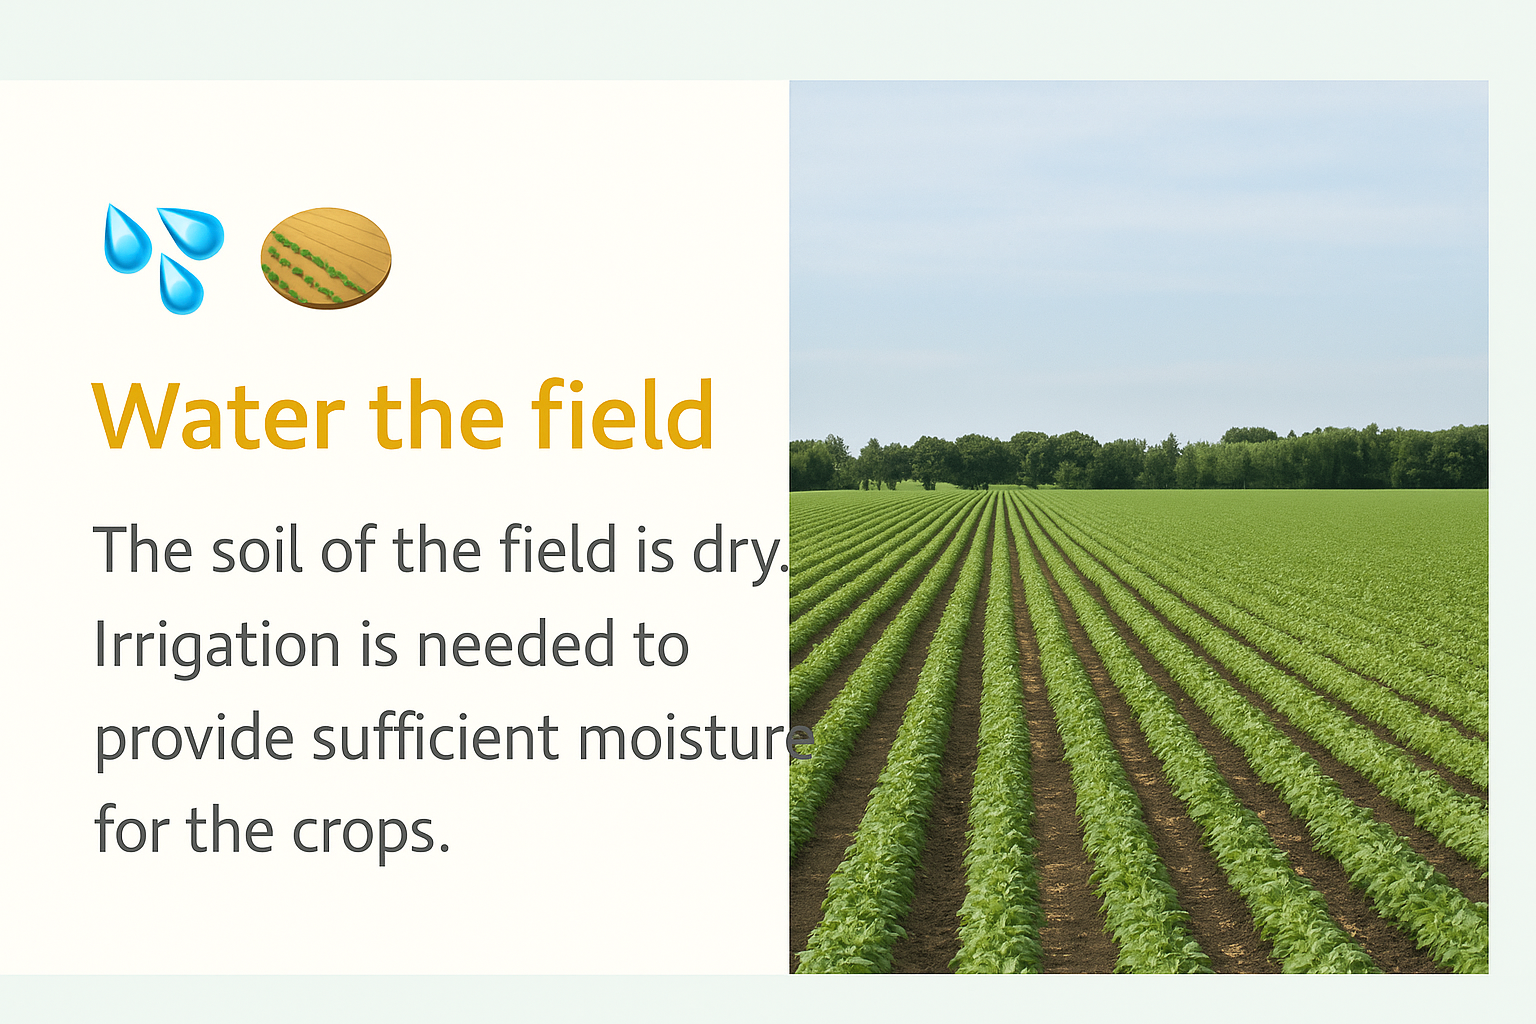 Water the field
The soil of the field is dry.
Irrigation is needed to
provide sufficient moisture
for the crops.